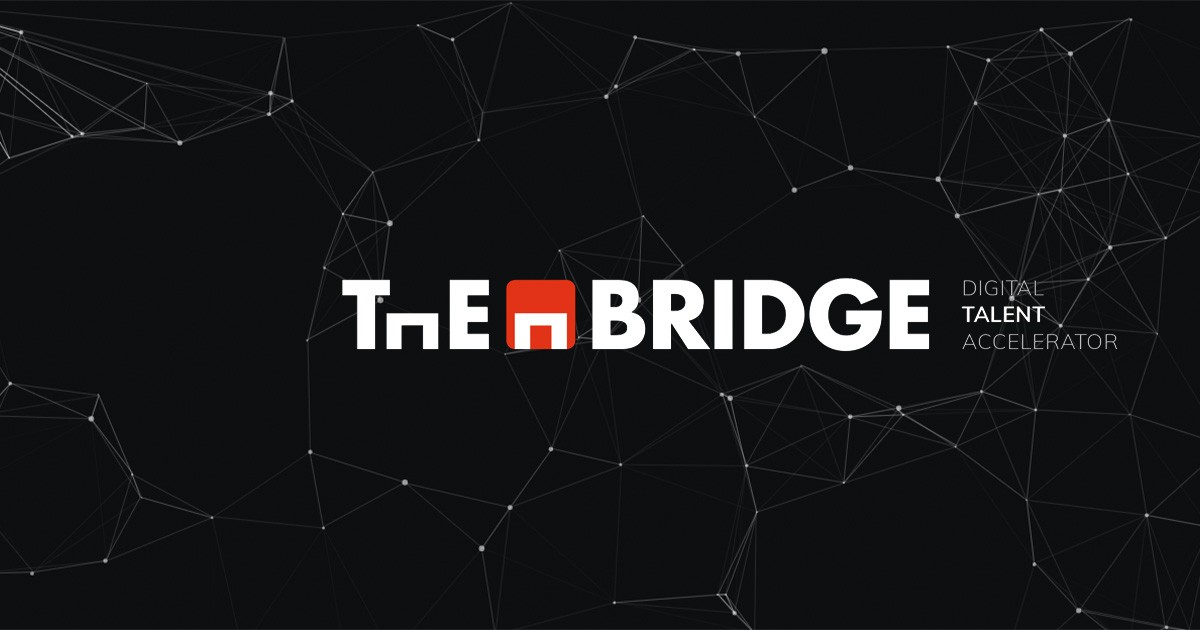 THE BRIDGE
DIGITAL
TALENT
ACCELERATOR